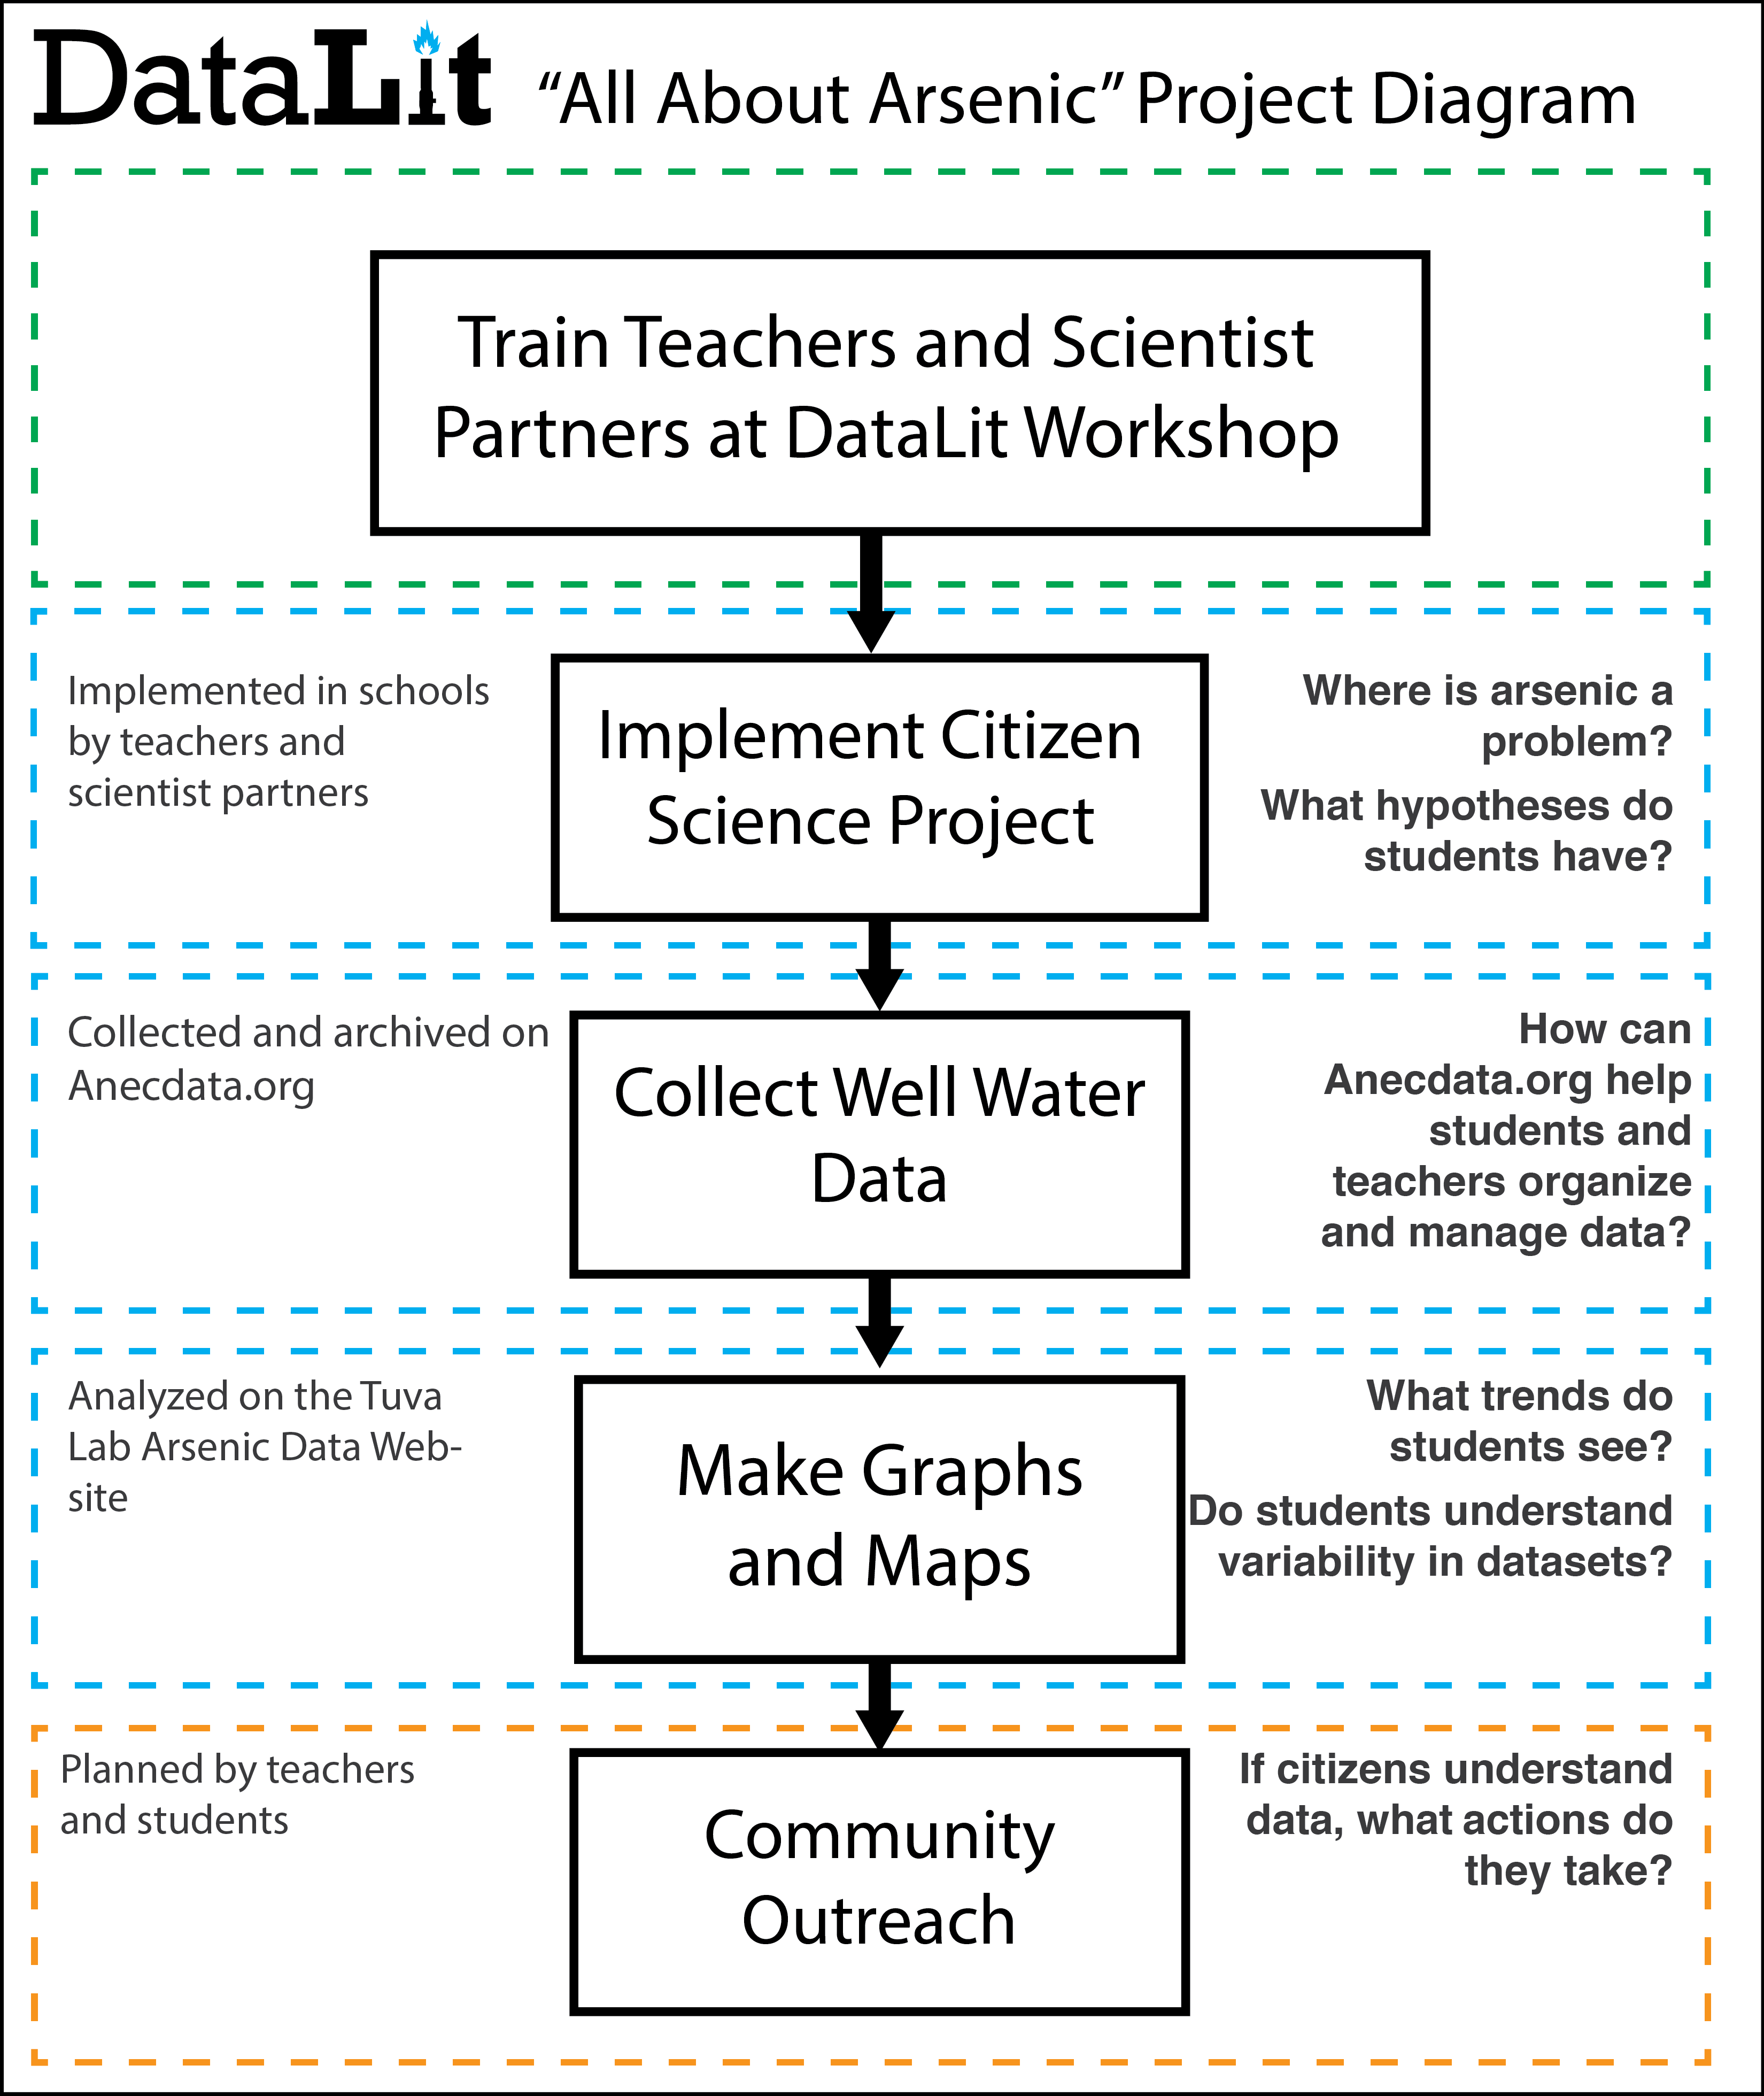 DataLit “All About Arsenic” Project Diagram
Train Teachers and Scientist
Partners at DataLit Workshop
Implemented in schools
by teachers and
scientist partners
Implement Citizen
Science Project
Where is arsenic a
problem?
What hypotheses do
students have?
Collected and archived on
Anecdata.org
Collect Well Water
Data
How can
Anecdata.org help
students and
teachers organize
and manage data?
Analyzed on the Tuva
Lab Arsenic Data Web-
site
Make Graphs
and Maps
What trends do
students see?
Do students understand
variability in datasets?
Planned by teachers
and students
Community
Outreach
If citizens understand
data, what actions do
they take?